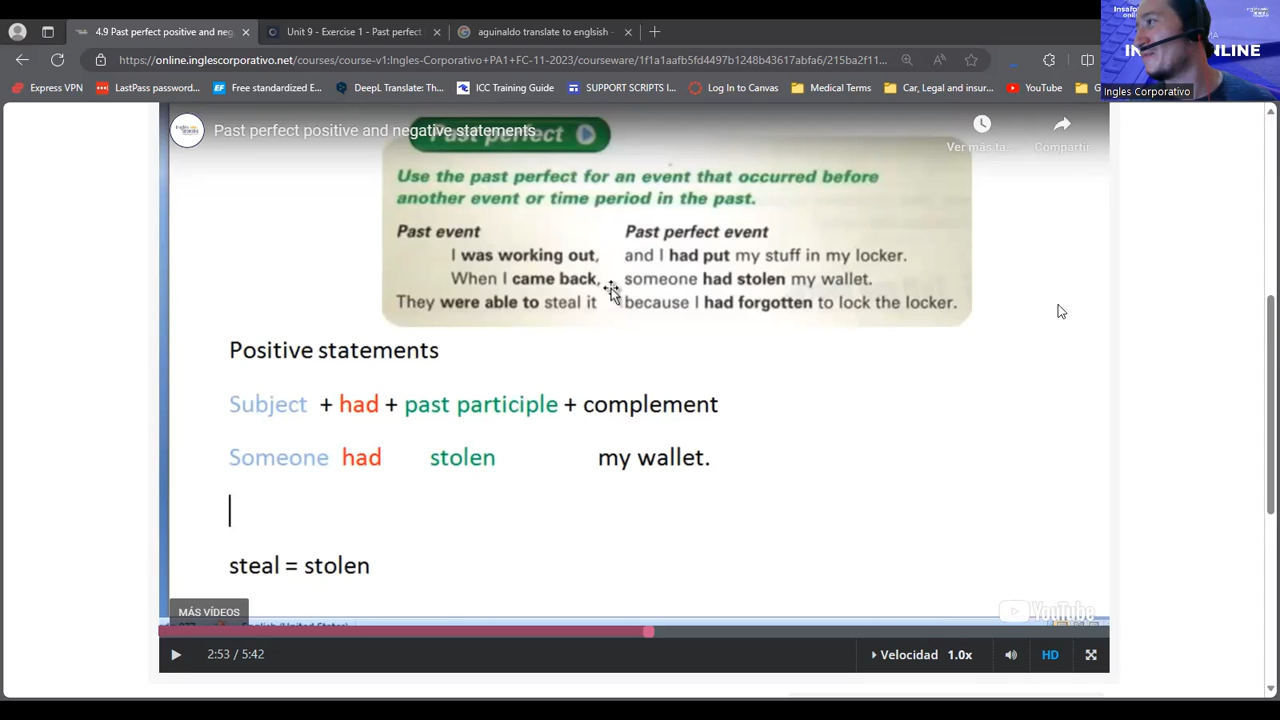 4.9 Past perfect positive and neg
Unit 9 - Exercise 1 - Past perfect
aguinaldo translate to englsish -
https://online.inglescorporativo.net/courses/course-v1:Ingles-Corporativo+PA1+FC-11-2023/courseware/1f1a1aafb5fd4497b1248b43617abfa6/215ba2f11...
Express VPN
LastPass password...
Free standardized E...
DeepL Translate: Th...
ICC Training Guide
SUPPORT SCRIPTS I...
Log In to Canvas
Medical Terms
Car, Legal and insur...
YouTube
Ingles Corporativo
Past perfect positive and negative statements
Ver más ta...
Compartir
Past perfect
Use the past perfect for an event that occurred before
another event or time period in the past.
Past event Past perfect event
I was working out, and I had put my stuff in my locker.
When I came back, someone had stolen my wallet.
They were able to steal it because I had forgotten to lock the locker.
Positive statements
Subject + had + past participle + complement
Someone had stolen my wallet.
steal = stolen
MÁS VÍDEOS
YouTube
English (United States)
2:53 / 5:42
Velocidad 1.0x
HD